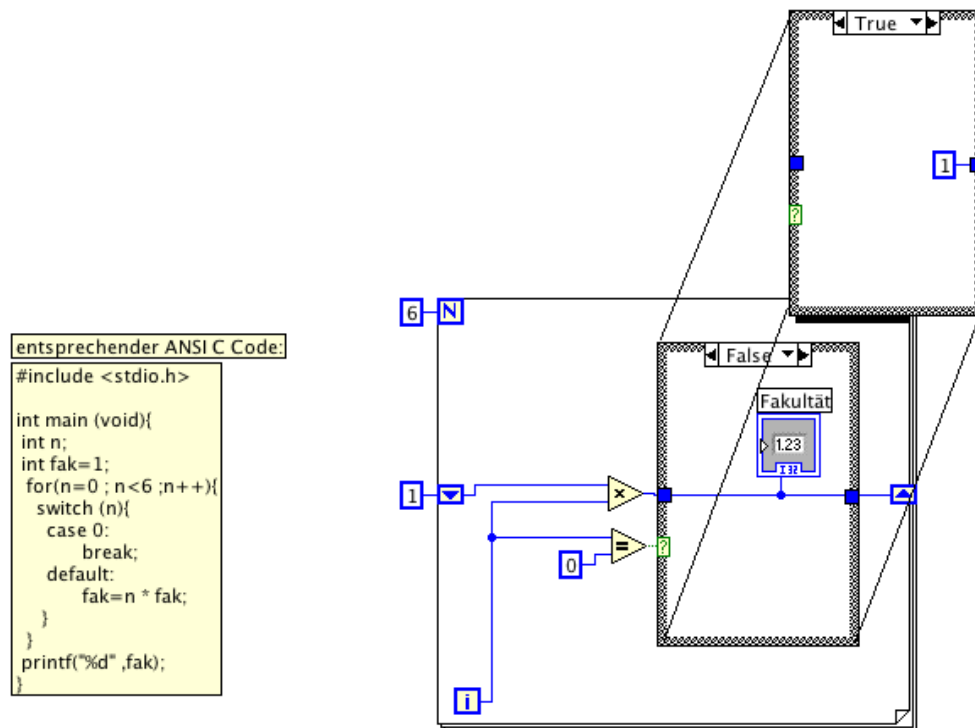 entsprechender ANSI C Code:
#include <stdio.h>
int main (void){
int n;
int fak=1;
for(n=0 ; n<6 ;n++){
switch (n){
case 0:
break;
default:
fak=n * fak;
}
}
printf("%d" ,fak);
}
True
1
?
6
N
False
Fakultät
1.23
I32
1
x
=
?
0
i